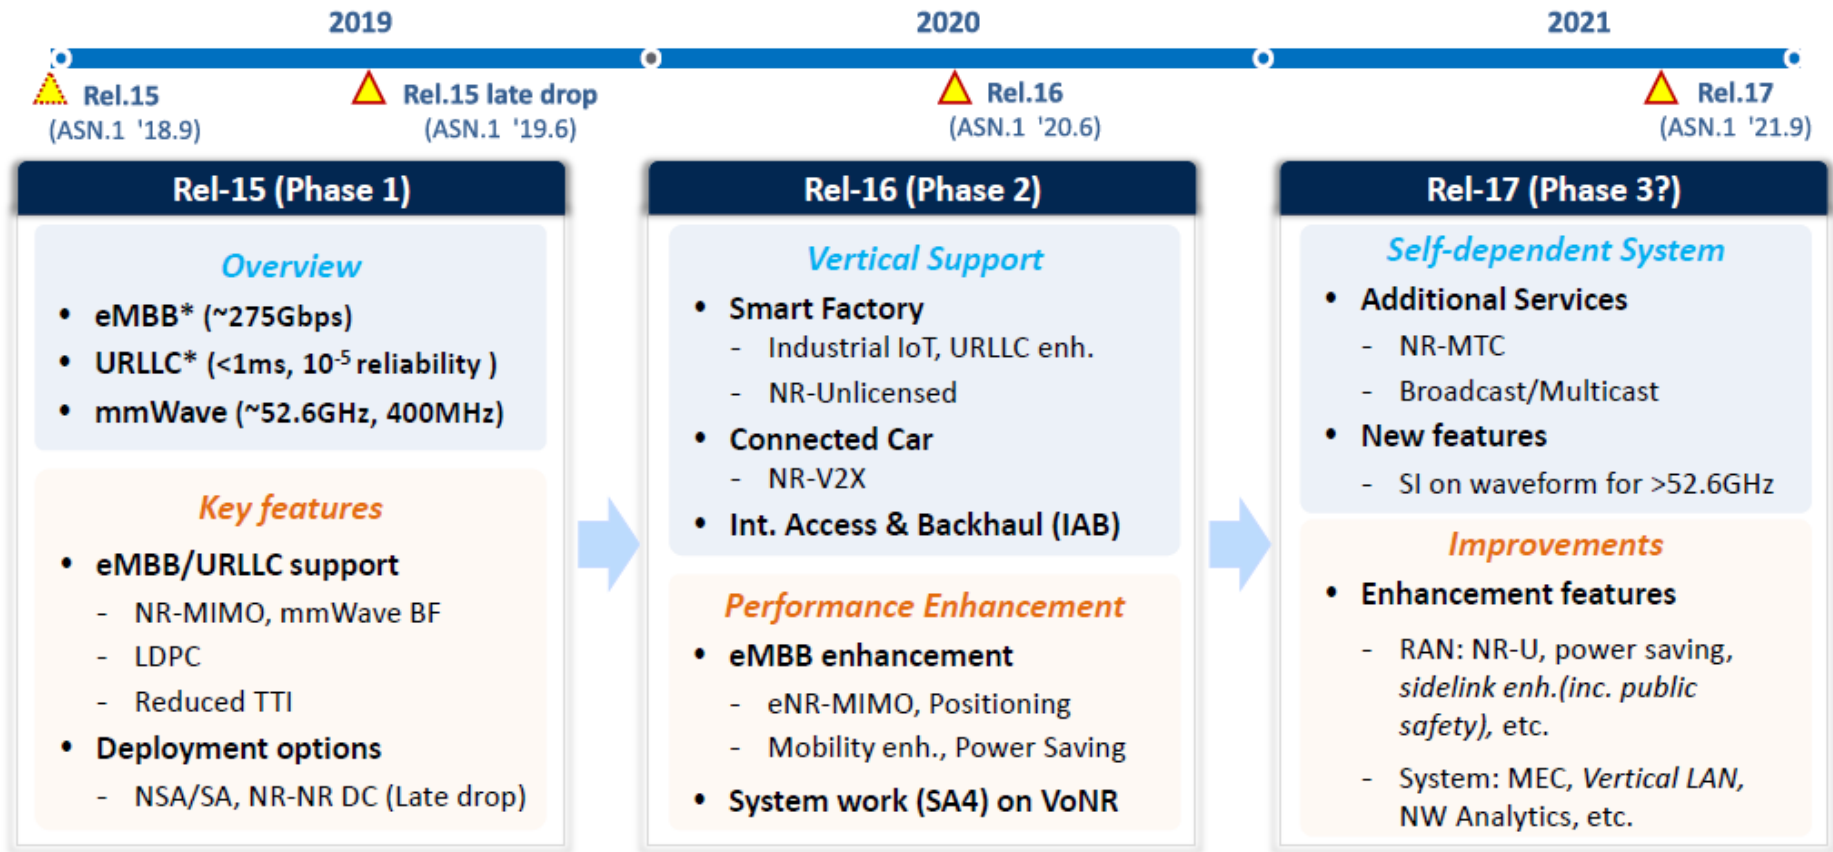 2019
2020
2021
Rel.15
(ASN.1 '18.9)
Rel.15 late drop
(ASN.1 '19.6)
Rel.16
(ASN.1 '20.6)
Rel.17
(ASN.1 '21.9)
Rel-15 (Phase 1)
Overview
• eMBB* (~275Gbps)
• URLLC* (<1ms, 10⁻⁵ reliability )
• mmWave (~52.6GHz, 400MHz)
Key features
• eMBB/URLLC support
- NR-MIMO, mmWave BF
- LDPC
- Reduced TTI
• Deployment options
- NSA/SA, NR-NR DC (Late drop)
Rel-16 (Phase 2)
Vertical Support
• Smart Factory
- Industrial IoT, URLLC enh.
- NR-Unlicensed
• Connected Car
- NR-V2X
• Int. Access & Backhaul (IAB)
Performance Enhancement
• eMBB enhancement
- eNR-MIMO, Positioning
- Mobility enh., Power Saving
• System work (SA4) on VoNR
Rel-17 (Phase 3?)
Self-dependent System
• Additional Services
- NR-MTC
- Broadcast/Multicast
• New features
- SI on waveform for >52.6GHz
Improvements
• Enhancement features
- RAN: NR-U, power saving,
sidelink enh.(inc. public
safety), etc.
- System: MEC, Vertical LAN,
NW Analytics, etc.